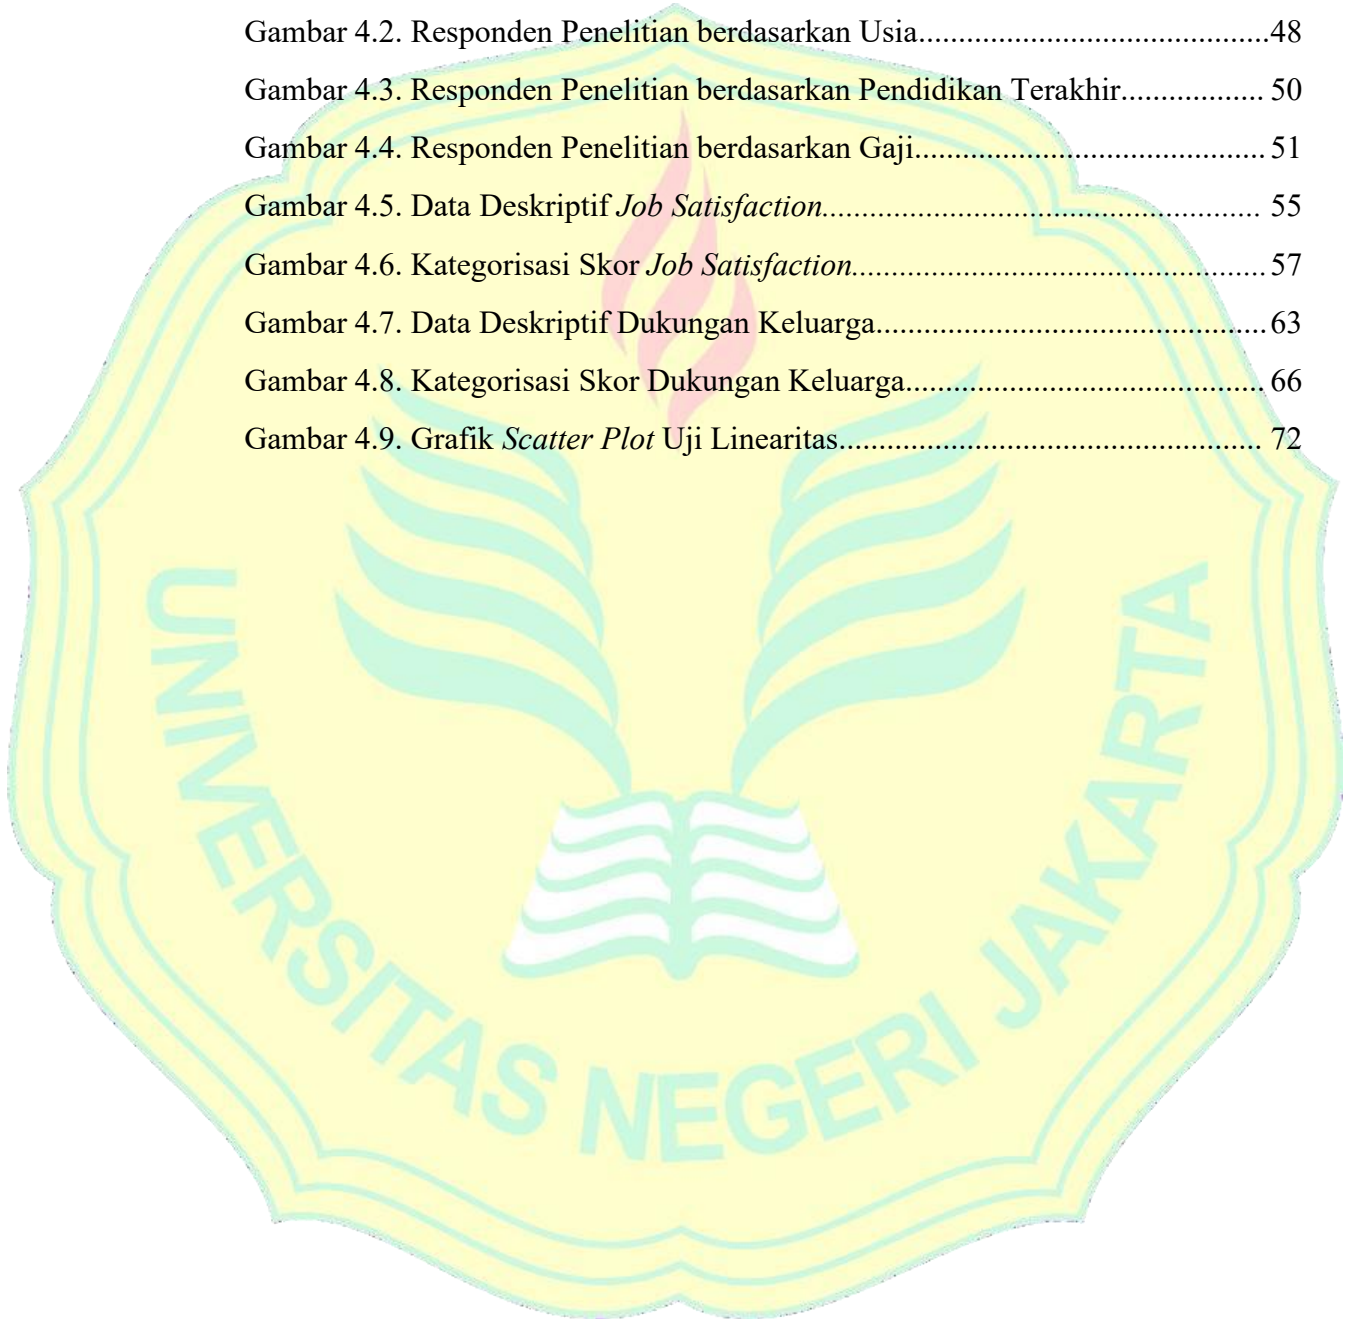 Gambar 4.2. Responden Penelitian berdasarkan Usia..........................................48
Gambar 4.3. Responden Penelitian berdasarkan Pendidikan Terakhir................. 50
Gambar 4.4. Responden Penelitian berdasarkan Gaji.......................................... 51
Gambar 4.5. Data Deskriptif Job Satisfaction..................................................... 55
Gambar 4.6. Kategorisasi Skor Job Satisfaction.................................................. 57
Gambar 4.7. Data Deskriptif Dukungan Keluarga...............................................63
Gambar 4.8. Kategorisasi Skor Dukungan Keluarga........................................... 66
Gambar 4.9. Grafik Scatter Plot Uji Linearitas................................................... 72
UNIVERSITAS NEGERI JAKARTA